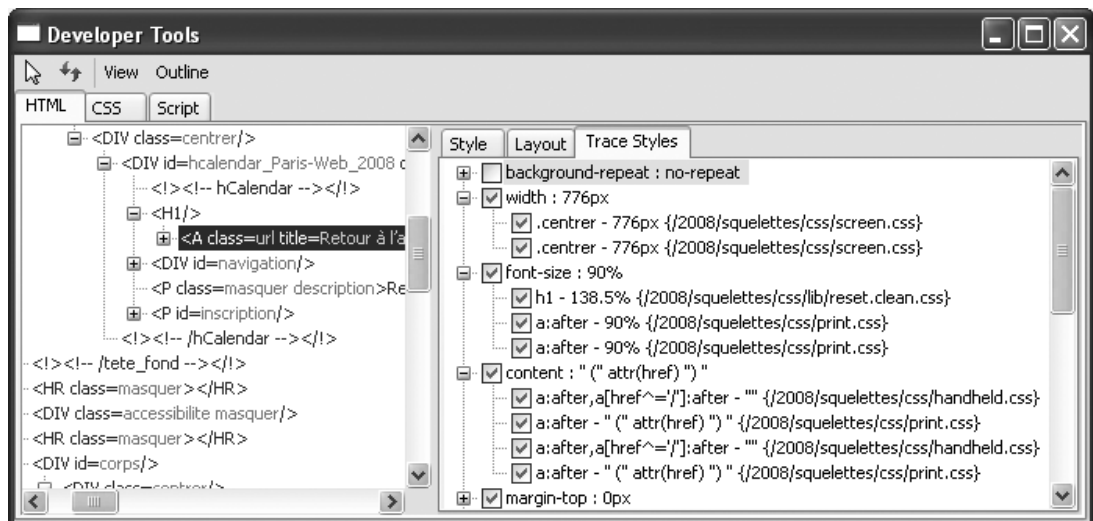 Developer Tools
View Outline
HTML CSS Script
<DIV class=centrer/>
<DIV id=hcalendar_Paris-Web_2008 c
<!><!-- hCalendar --></!>
<H1/>
<A class=url title=Retour à l'a
<DIV id=navigation/>
<P class=masquer description>Re
<P id=inscription/>
<!><!-- /hCalendar --></!>
<!><!-- /tete_fond --></!>
<HR class=masquer></HR>
<DIV class=accessibilite masquer/>
<HR class=masquer></HR>
<DIV id=corps/>
<DIV class=centrer/>
Style Layout Trace Styles
background-repeat : no-repeat
width : 776px
.centrer - 776px {/2008/squelettes/css/screen.css}
.centrer - 776px {/2008/squelettes/css/screen.css}
font-size : 90%
h1 - 138.5% {/2008/squelettes/css/lib/reset.clean.css}
a:after - 90% {/2008/squelettes/css/print.css}
a:after - 90% {/2008/squelettes/css/print.css}
content : " (" attr(href) ") "
a:after,a[href^='/']:after - "" {/2008/squelettes/css/handheld.css}
a:after - " (" attr(href) ") " {/2008/squelettes/css/print.css}
a:after,a[href^='/']:after - "" {/2008/squelettes/css/handheld.css}
a:after - " (" attr(href) ") " {/2008/squelettes/css/print.css}
margin-top : 0px